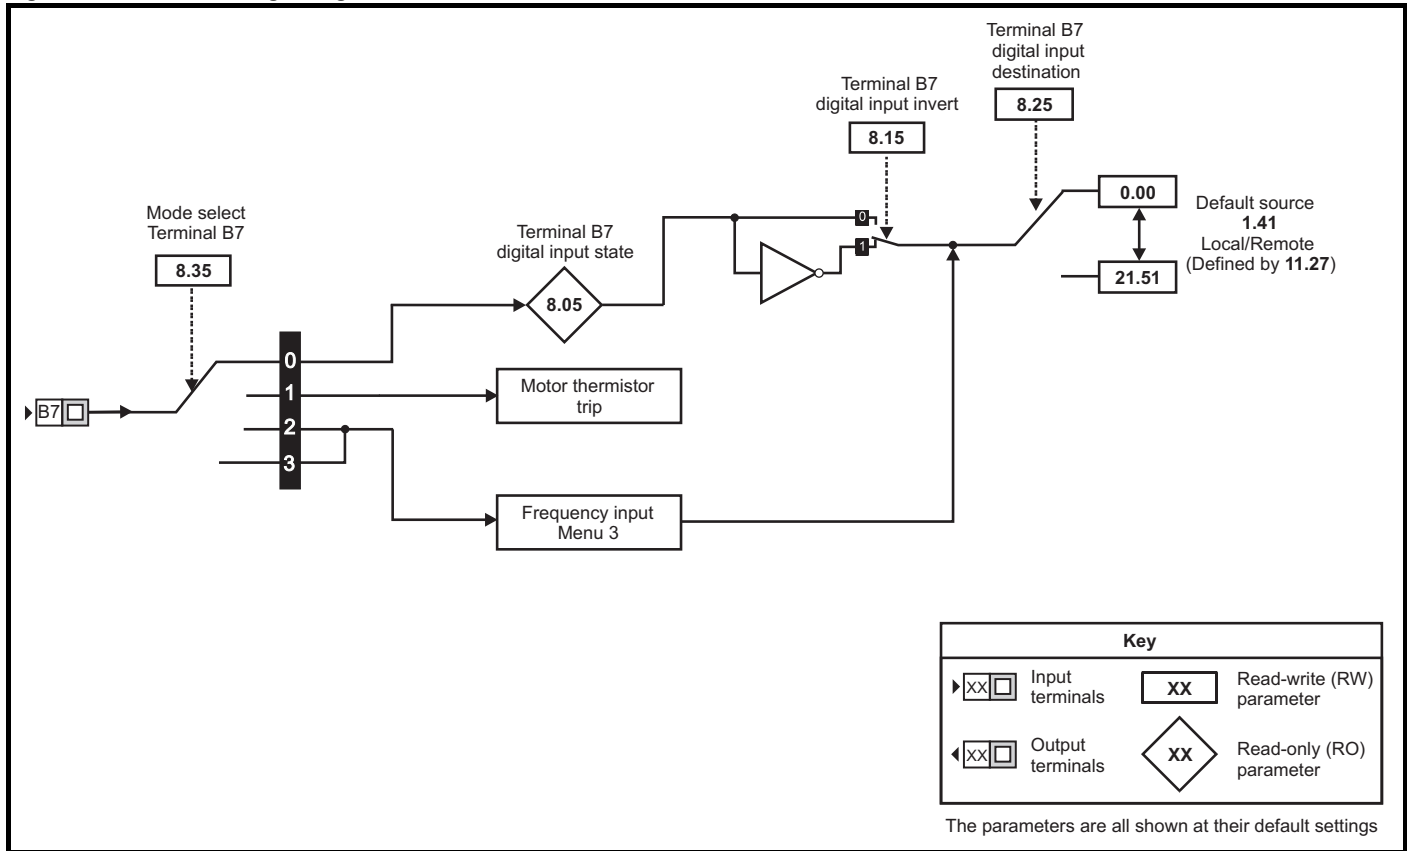 Terminal B7
digital input
destination
8.25
Terminal B7
digital input invert
8.15
0.00
Default source
1.41
Local/Remote
(Defined by 11.27)
21.51
Mode select
Terminal B7
8.35
Terminal B7
digital input state
8.05
0
1
B7
0
1
2
3
Motor thermistor
trip
Frequency input
Menu 3
Key
XX
Input
terminals
XX
Read-write (RW)
parameter
XX
Output
terminals
XX
Read-only (RO)
parameter
The parameters are all shown at their default settings